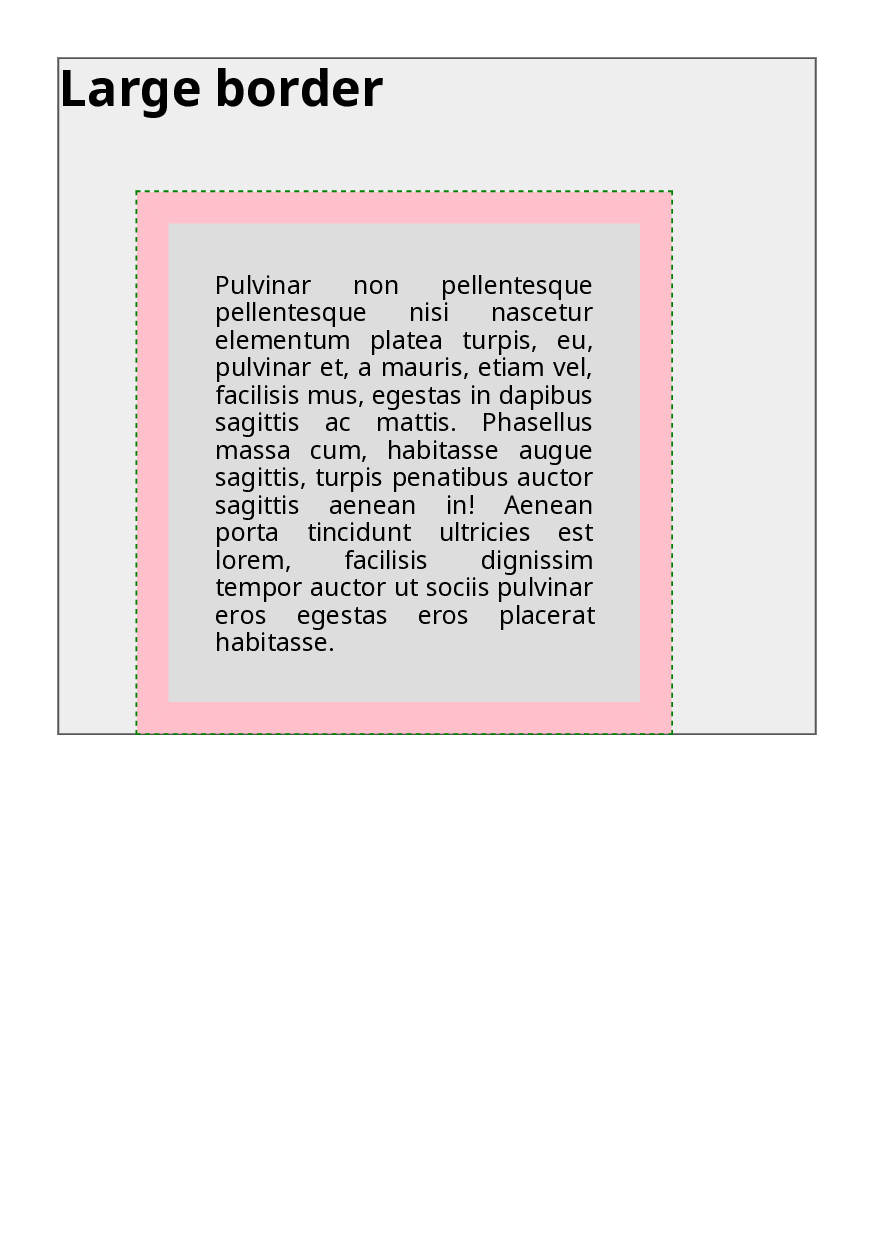 Large border
Pulvinar non pellentesque
pellentesque nisi nascetur
elementum platea turpis, eu,
pulvinar et, a mauris, etiam vel,
facilisis mus, egestas in dapibus
sagittis ac mattis. Phasellus
massa cum, habitasse augue
sagittis, turpis penatibus auctor
sagittis aenean in! Aenean
porta tincidunt ultricies est
lorem, facilisis dignissim
tempor auctor ut sociis pulvinar
eros egestas eros placerat
habitasse.